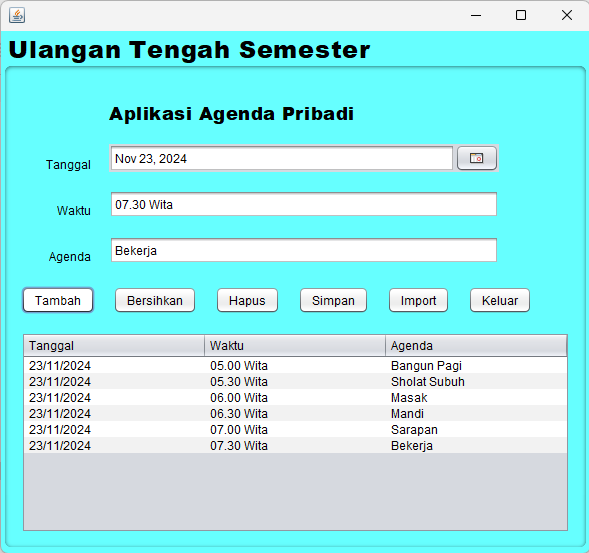 Ulangan Tengah Semester
Aplikasi Agenda Pribadi
Tanggal Nov 23, 2024
Waktu 07.30 Wita
Agenda Bekerja
Tambah Bersihkan Hapus Simpan Import Keluar
Tanggal Waktu Agenda
23/11/2024 05.00 Wita Bangun Pagi
23/11/2024 05.30 Wita Sholat Subuh
23/11/2024 06.00 Wita Masak
23/11/2024 06.30 Wita Mandi
23/11/2024 07.00 Wita Sarapan
23/11/2024 07.30 Wita Bekerja